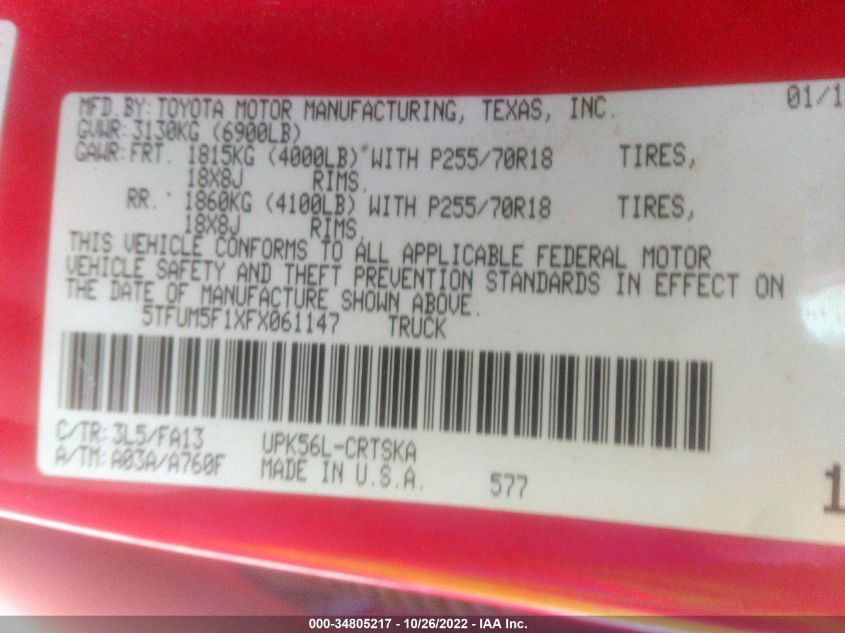 MFD.BY: TOYOTA MOTOR MANUFACTURING, TEXAS, INC. 01/1
GVWR: 3130KG (6900LB)
GAWR: FRT. 1815KG (4000LB) WITH P255/70R18 TIRES,
18X8J RIMS.
RR. 1860KG (4100LB) WITH P255/70R18 TIRES,
18X8J RIMS.
THIS VEHICLE CONFORMS TO ALL APPLICABLE FEDERAL MOTOR
VEHICLE SAFETY AND THEFT PREVENTION STANDARDS IN EFFECT ON
THE DATE OF MANUFACTURE SHOWN ABOVE.
5TFUM5F1XFX061147 TRUCK
C/TR: 3L5/FA13 UPK56L-CRTSKA
A/TM: A03A/A760F MADE IN U.S.A. 577
1
000-34805217 - 10/26/2022 - IAA Inc.